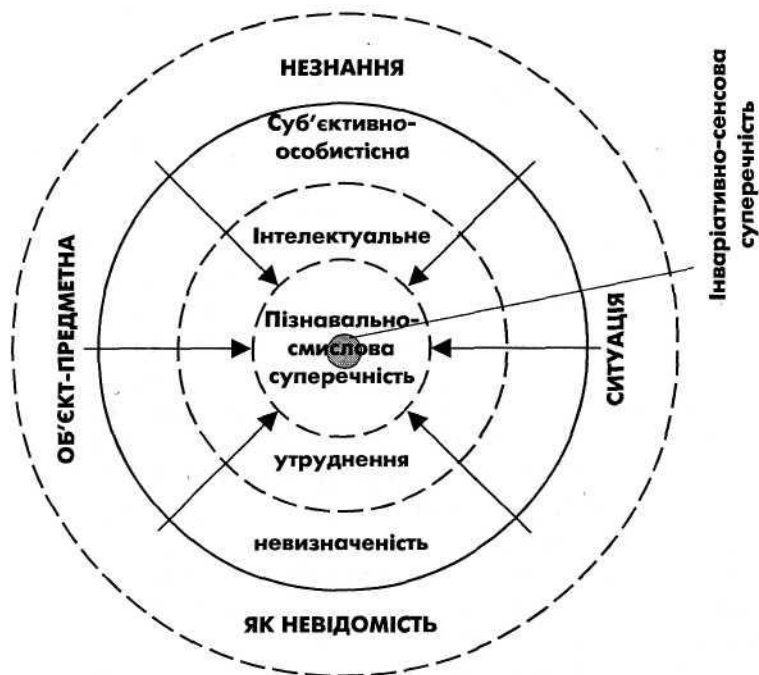 НЕЗНАННЯ
Суб’єктивно-
особистісна
Інтелектуальне
Пізнавально-
смислова
суперечність
утруднення
невизначеність
ЯК НЕВІДОМІСТЬ
ОБ’ЄКТ-ПРЕДМЕТНА
СИТУАЦІЯ
Інваріативно-сенсова
суперечність